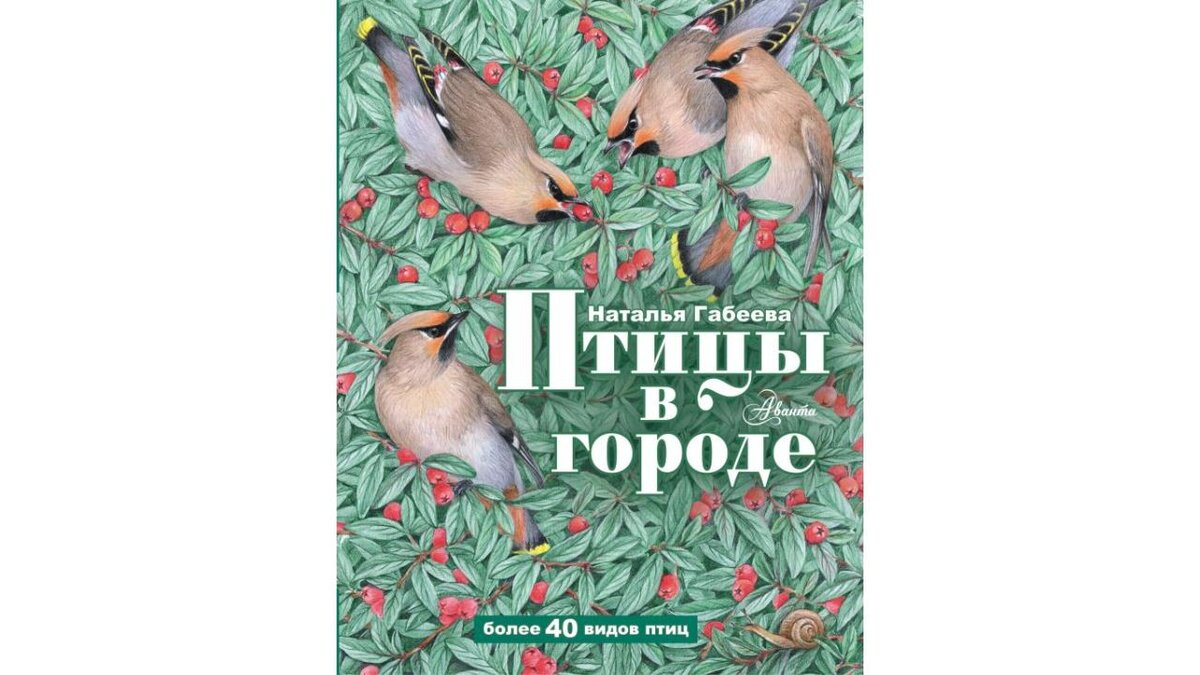 Наталья Габеева
Птицы
в
Аванта
городе
более 40 видов птиц